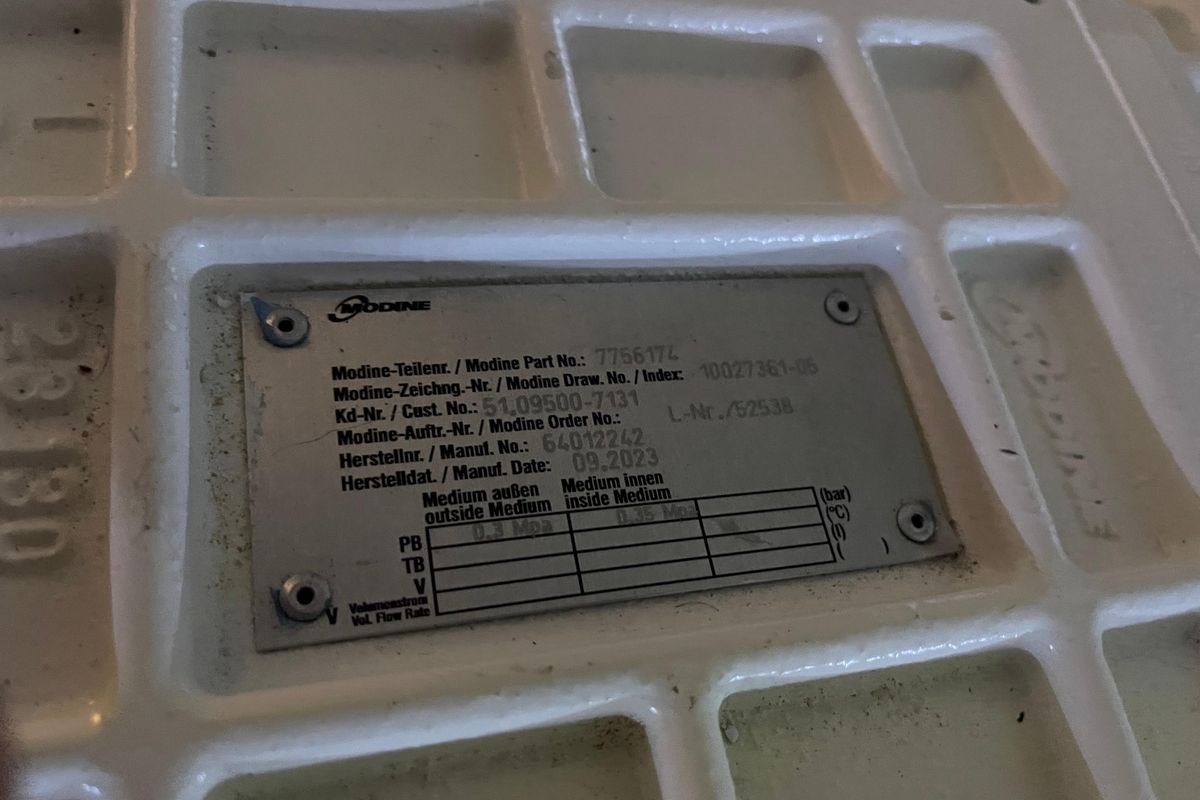 MODINE
Modine-Teilenr. / Modine Part No.: 7756174
Modine-Zeichng.-Nr. / Modine Draw. No. / Index: 10027361-05
Kd-Nr. / Cust. No.: 51.09500-7131
Modine-Auftr.-Nr. / Modine Order No.: L-Nr./52538
Herstellnr. / Manuf. No.: 64012242
Herstelldat. / Manuf. Date: 09.2023
Medium außen Medium innen
outside Medium inside Medium
PB 0,3 Mpa 0,35 Mpa (bar)
TB (°C)
V (l)
V Volumenstrom ( )
Vol. Flow Rate
MODINE